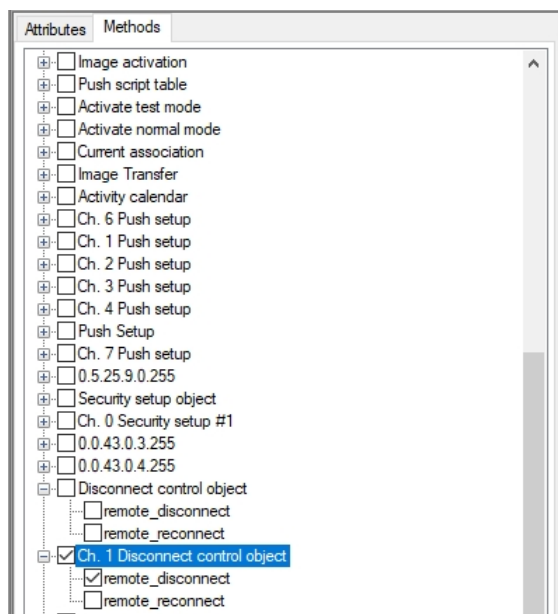 Attributes
Methods
Image activation
Push script table
Activate test mode
Activate normal mode
Current association
Image Transfer
Activity calendar
Ch. 6 Push setup
Ch. 1 Push setup
Ch. 2 Push setup
Ch. 3 Push setup
Ch. 4 Push setup
Push Setup
Ch. 7 Push setup
0.5.25.9.0.255
Security setup object
Ch. 0 Security setup #1
0.0.43.0.3.255
0.0.43.0.4.255
Disconnect control object
remote_disconnect
remote_reconnect
Ch. 1 Disconnect control object
remote_disconnect
remote_reconnect